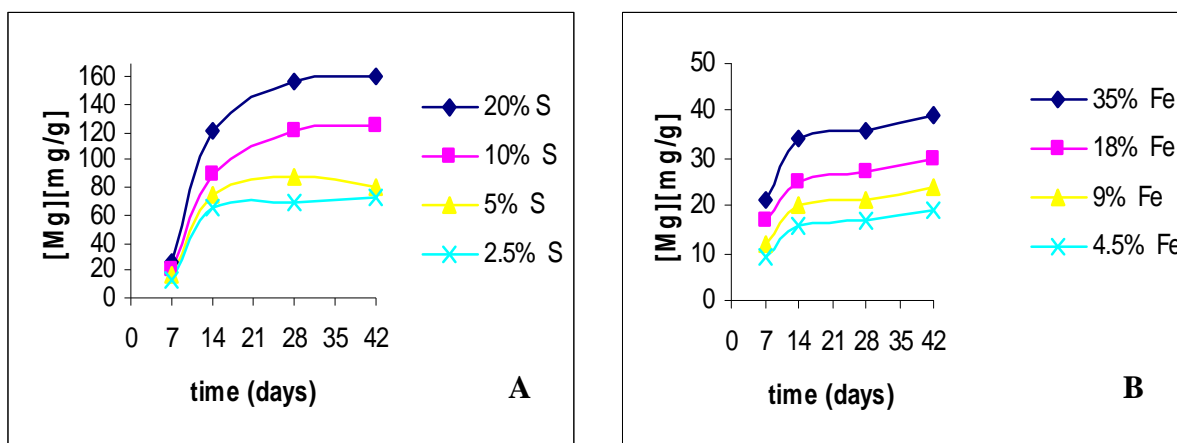 [Mg][mg/g]
160
140
120
100
80
60
40
20
0
0 7 14 21 28 35 42
time (days)
20% S
10% S
5% S
2.5% S
A
[Mg][mg/g]
50
40
30
20
10
0
0 7 14 21 28 35 42
time (days)
35% Fe
18% Fe
9% Fe
4.5% Fe
B